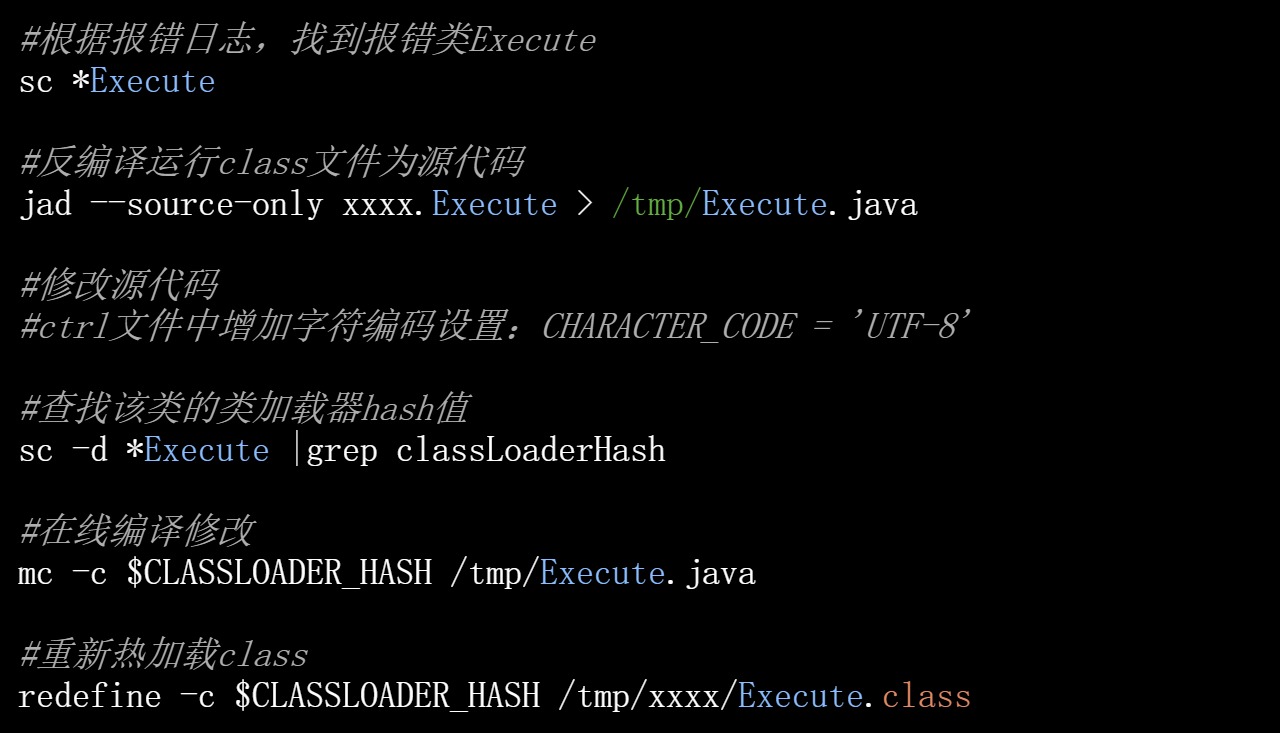 #根据报错日志，找到报错类Execute
sc *Execute
#反编译运行class文件为源代码
jad --source-only xxxx.Execute > /tmp/Execute.java
#修改源代码
#ctrl文件中增加字符编码设置：CHARACTER_CODE = 'UTF-8'
#查找该类的类加载器hash值
sc -d *Execute |grep classLoaderHash
#在线编译修改
mc -c $CLASSLOADER_HASH /tmp/Execute.java
#重新热加载class
redefine -c $CLASSLOADER_HASH /tmp/xxxx/Execute.class